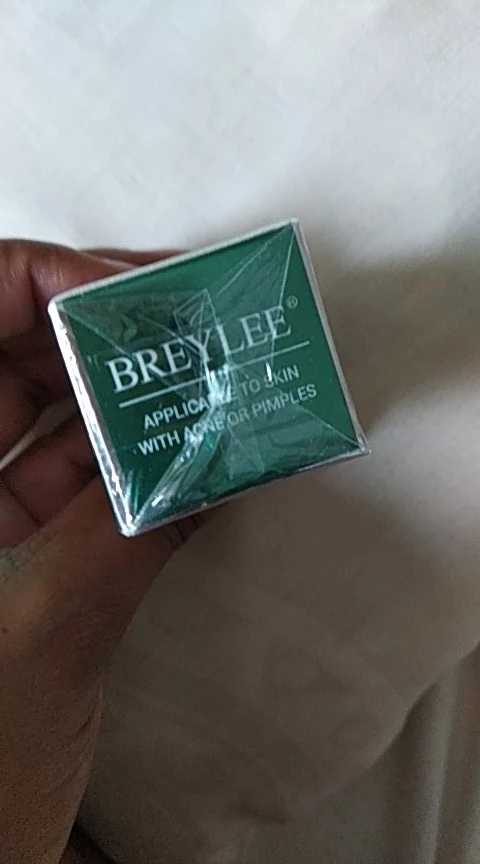 BREYLEE®
APPLICABLE TO SKIN
WITH ACNE OR PIMPLES